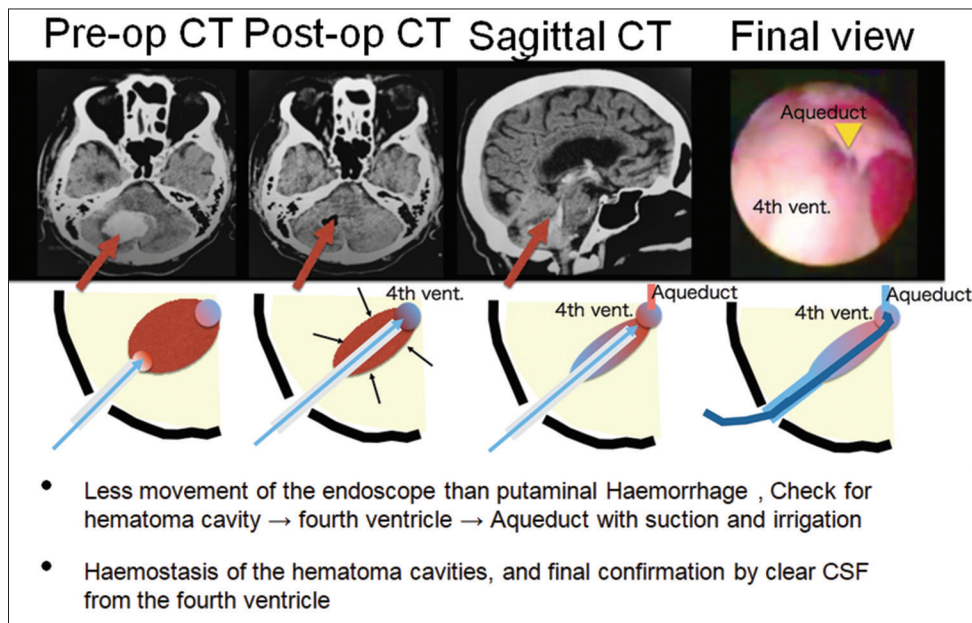 Pre-op CT Post-op CT Sagittal CT Final view
Aqueduct
4th vent.
4th vent.
4th vent.
Aqueduct
4th vent.
Aqueduct
• Less movement of the endoscope than putaminal Haemorrhage , Check for
hematoma cavity → fourth ventricle → Aqueduct with suction and irrigation
• Haemostasis of the hematoma cavities, and final confirmation by clear CSF
from the fourth ventricle